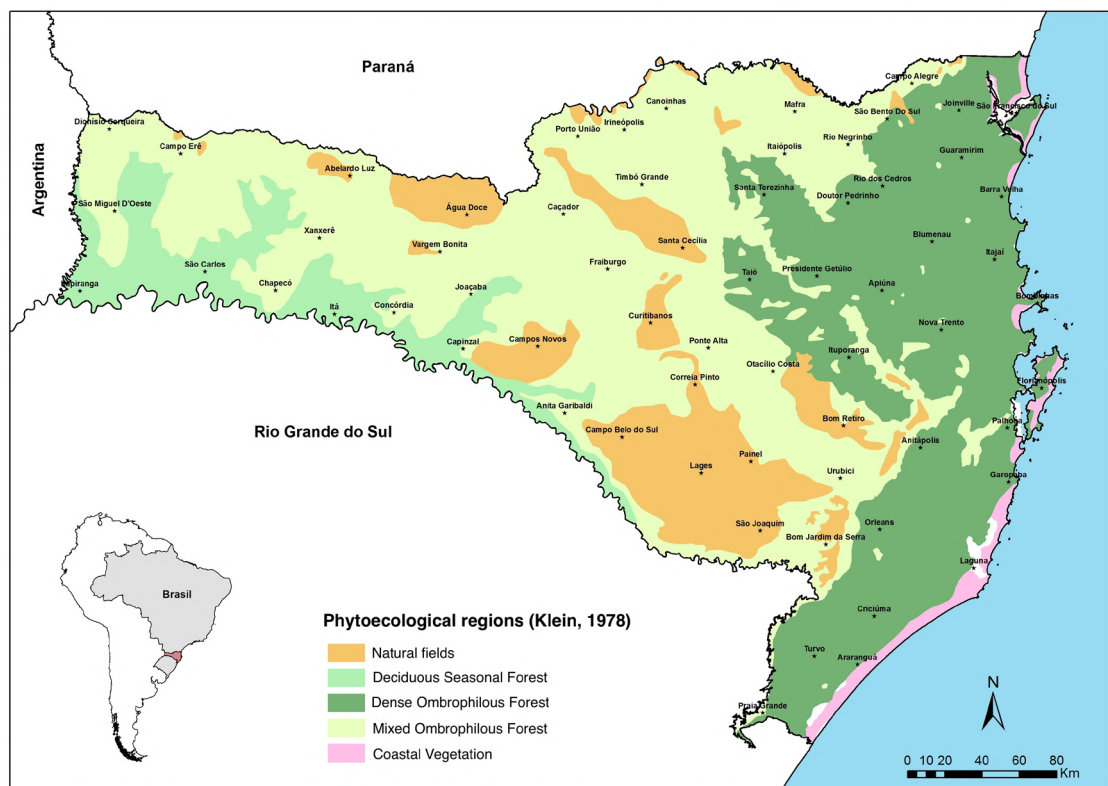 Paraná
Argentina
Rio Grande do Sul
Dionísio Cerqueira
Campo Erê
Abelardo Luz
São Miguel D'Oeste
Xanxerê
São Carlos
Chapecó
Itá
Concórdia
Joaçaba
Capinzal
Água Doce
Vargem Bonita
Porto União
Irineópolis
Canoinhas
Mafra
Campo Alegre
São Bento Do Sul
Joinville
São Francisco do Sul
Rio Negrinho
Itaiópolis
Guaramirim
Timbó Grande
Santa Terezinha
Rio dos Cedros
Doutor Pedrinho
Barra Velha
Caçador
Santa Cecília
Blumenau
Itajaí
Fraiburgo
Taió
Presidente Getúlio
Apiúna
Curitibanos
Nova Trento
Campos Novos
Ponte Alta
Ituporanga
Otacílio Costa
Correia Pinto
Florianópolis
Anita Garibaldi
Campo Belo do Sul
Bom Retiro
Palhoça
Anitápolis
Painel
Lages
Urubici
Garopaba
São Joaquim
Orleans
Bom Jardim da Serra
Laguna
Criciúma
Turvo
Araranguá
Praia Grande
Brasil
Phytoecological regions (Klein, 1978)
Natural fields
Deciduous Seasonal Forest
Dense Ombrophilous Forest
Mixed Ombrophilous Forest
Coastal Vegetation
N
0 10 20 40 60 80
Km